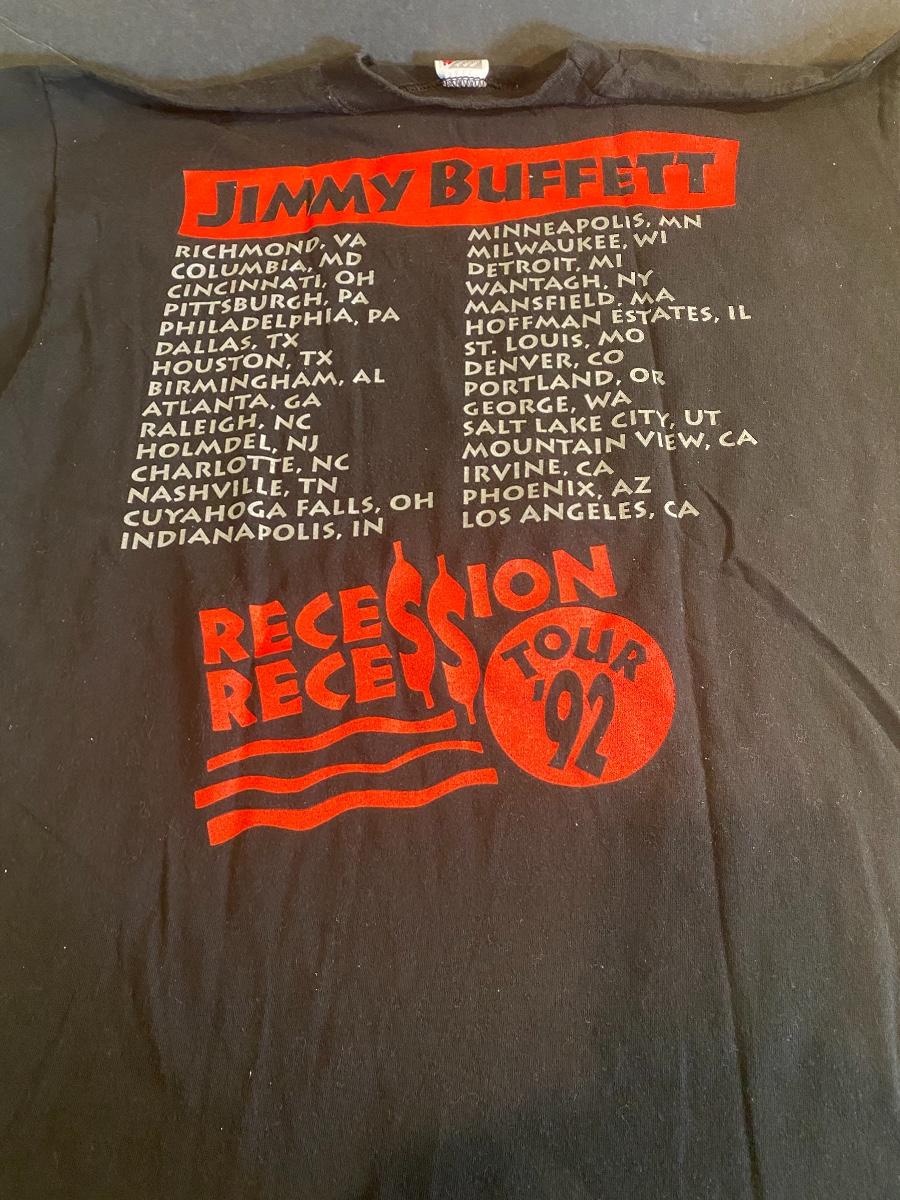 JIMMY BUFFETT
RICHMOND, VA
COLUMBIA, MD
CINCINNATI, OH
PITTSBURGH, PA
PHILADELPHIA, PA
DALLAS, TX
HOUSTON, TX
BIRMINGHAM, AL
ATLANTA, GA
RALEIGH, NC
HOLMDEL, NJ
CHARLOTTE, NC
NASHVILLE, TN
CUYAHOGA FALLS, OH
INDIANAPOLIS, IN
MINNEAPOLIS, MN
MILWAUKEE, WI
DETROIT, MI
WANTAGH, NY
MANSFIELD, MA
HOFFMAN ESTATES, IL
ST. LOUIS, MO
DENVER, CO
PORTLAND, OR
GEORGE, WA
SALT LAKE CITY, UT
MOUNTAIN VIEW, CA
IRVINE, CA
PHOENIX, AZ
LOS ANGELES, CA
RECESSION
RECESS
TOUR
'92